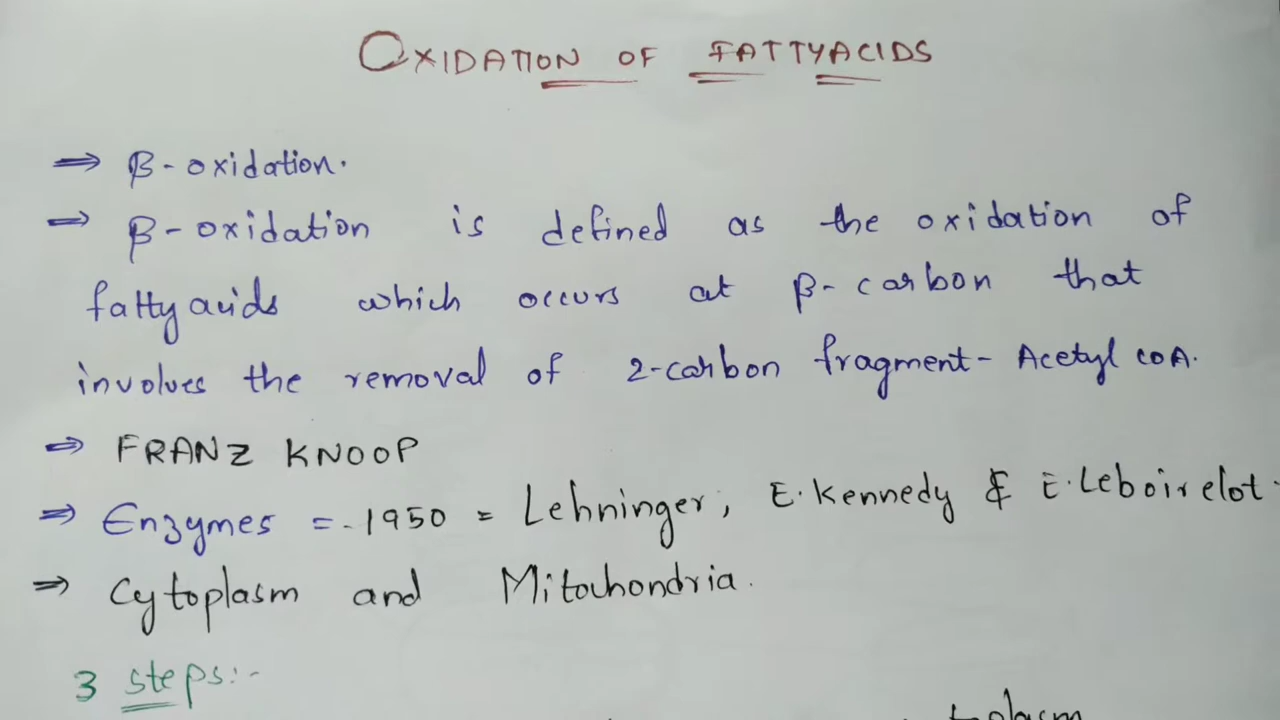 OXIDATION OF FATTYACIDS
⇒ β-oxidation.
⇒ β-oxidation is defined as the oxidation of
fatty acids which occurs at β-carbon that
involves the removal of 2-carbon fragment- Acetyl COA.
⇒ FRANZ KNOOP
⇒ Enzymes =-1950 = Lehninger, E.Kennedy & E.Leboirelot.
⇒ Cytoplasm and Mitochondria.
3 steps:-